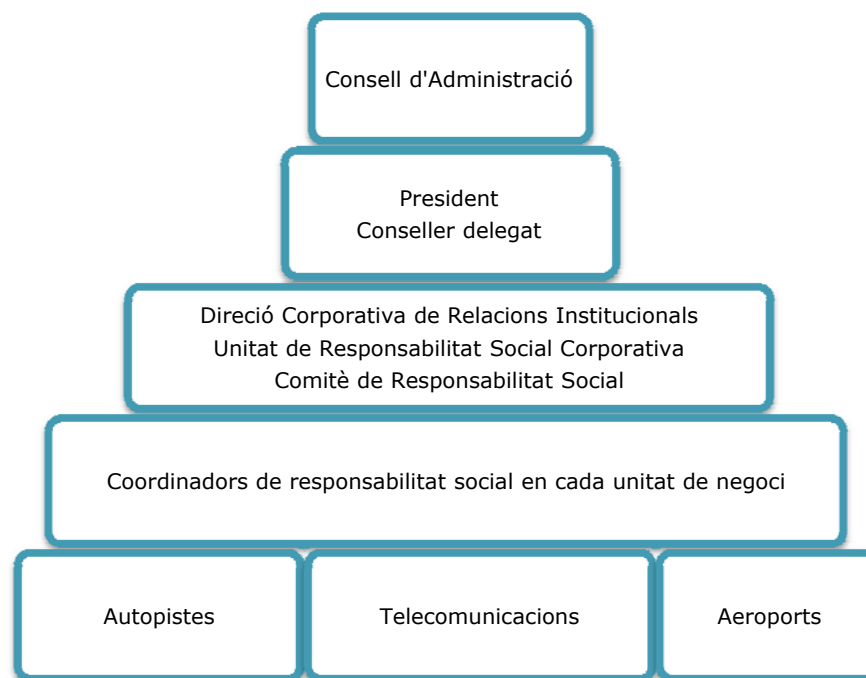 Consell d'Administració
President
Conseller delegat
Direció Corporativa de Relacions Institucionals
Unitat de Responsabilitat Social Corporativa
Comitè de Responsabilitat Social
Coordinadors de responsabilitat social en cada unitat de negoci
Autopistes
Telecomunicacions
Aeroports